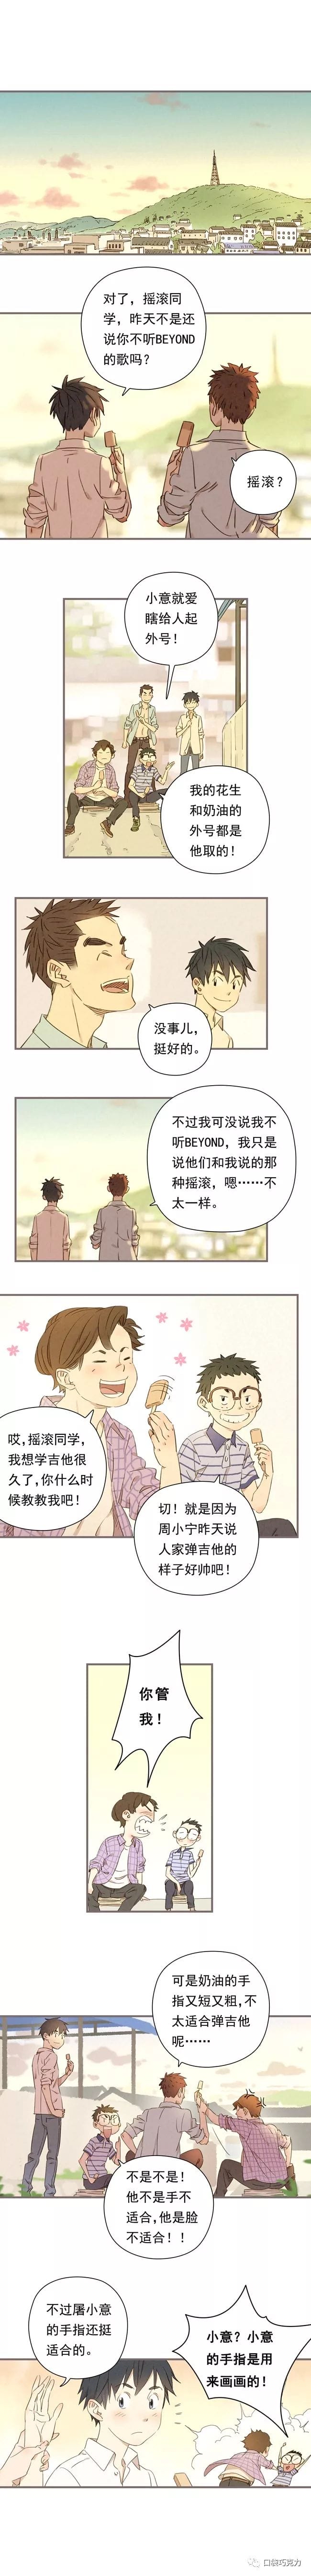 对了，摇滚同
学，昨天不是还
说你不听BEYOND
的歌吗？
摇滚？
小意就爱
瞎给人起
外号！
我的花生
和奶油的
外号都是
他取的！
没事儿，
挺好的。
不过我可没说我不
听BEYOND，我只是
说他们和我说的那
种摇滚，嗯……不
太一样。
哎，摇滚同学，
我想学吉他很
久了，你什么时
候教教我吧！
切！就是因为
周小宁昨天说
人家弹吉他的
样子好帅吧！
你管
我！
可是奶油的手
指又短又粗，不
太适合弹吉他
呢……
不是不是！
他不是手不
适合，他是脸
不适合！！
不过屠小意
的手指还挺
适合的。
小意？小意
的手指是用
来画画的！
口袋巧克力